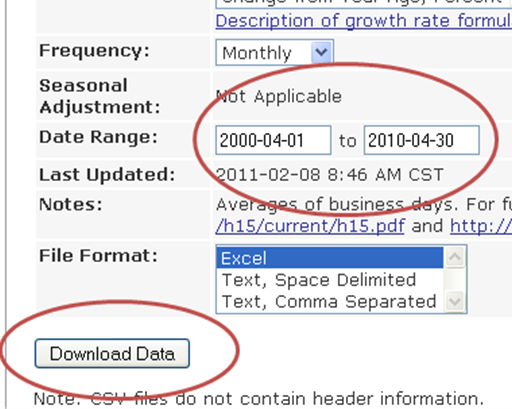 Change from Year Ago, Percent
Description of growth rate formul
Frequency: Monthly
Seasonal
Adjustment: Not Applicable
Date Range: 2000-04-01 to 2010-04-30
Last Updated: 2011-02-08 8:46 AM CST
Notes: Averages of business days. For fu
/h15/current/h15.pdf and http://
File Format: Excel
Text, Space Delimited
Text, Comma Separated
Download Data
Note: CSV files do not contain header information.